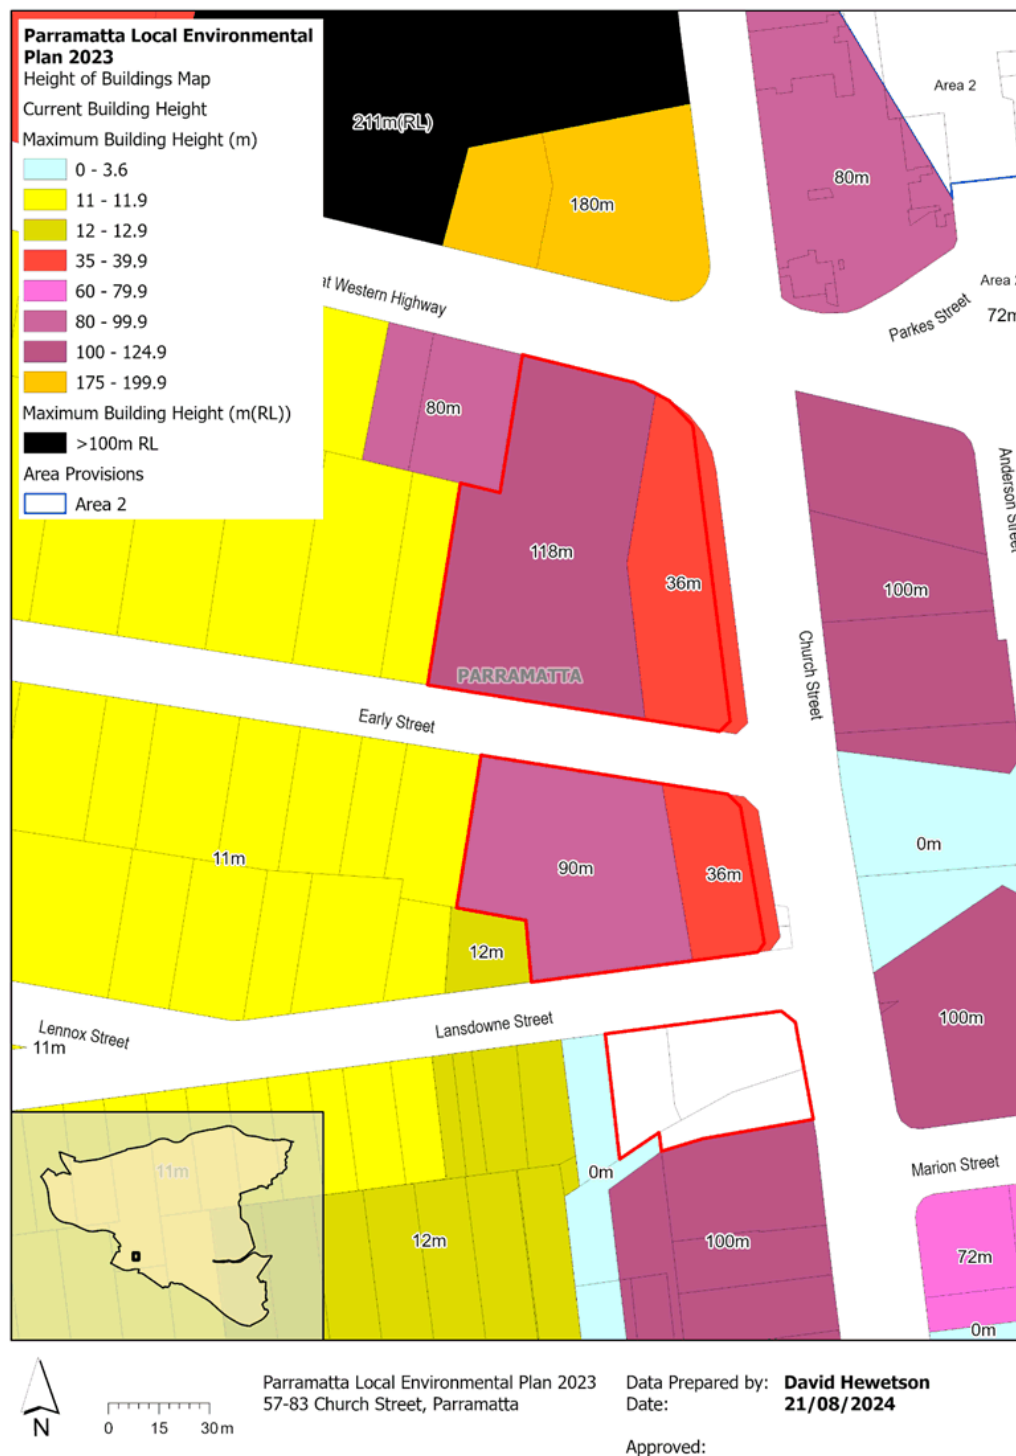 Parramatta Local Environmental
Plan 2023
Height of Buildings Map
Current Building Height
Maximum Building Height (m)
0 - 3.6
11 - 11.9
12 - 12.9
35 - 39.9
60 - 79.9
80 - 99.9
100 - 124.9
175 - 199.9
Maximum Building Height (m(RL))
>100m RL
Area Provisions
Area 2
211m(RL)
Area 2
80m
180m
Area
72m
Parkes Street
at Western Highway
80m
Anderson Street
118m
36m
100m
Church Street
PARRAMATTA
Early Street
0m
11m
90m
36m
12m
100m
Lennox Street
Lansdowne Street
11m
0m
Marion Street
11m
12m
100m
72m
0m
N
0 15 30 m
Parramatta Local Environmental Plan 2023
57-83 Church Street, Parramatta
Data Prepared by: David Hewetson
Date: 21/08/2024
Approved: